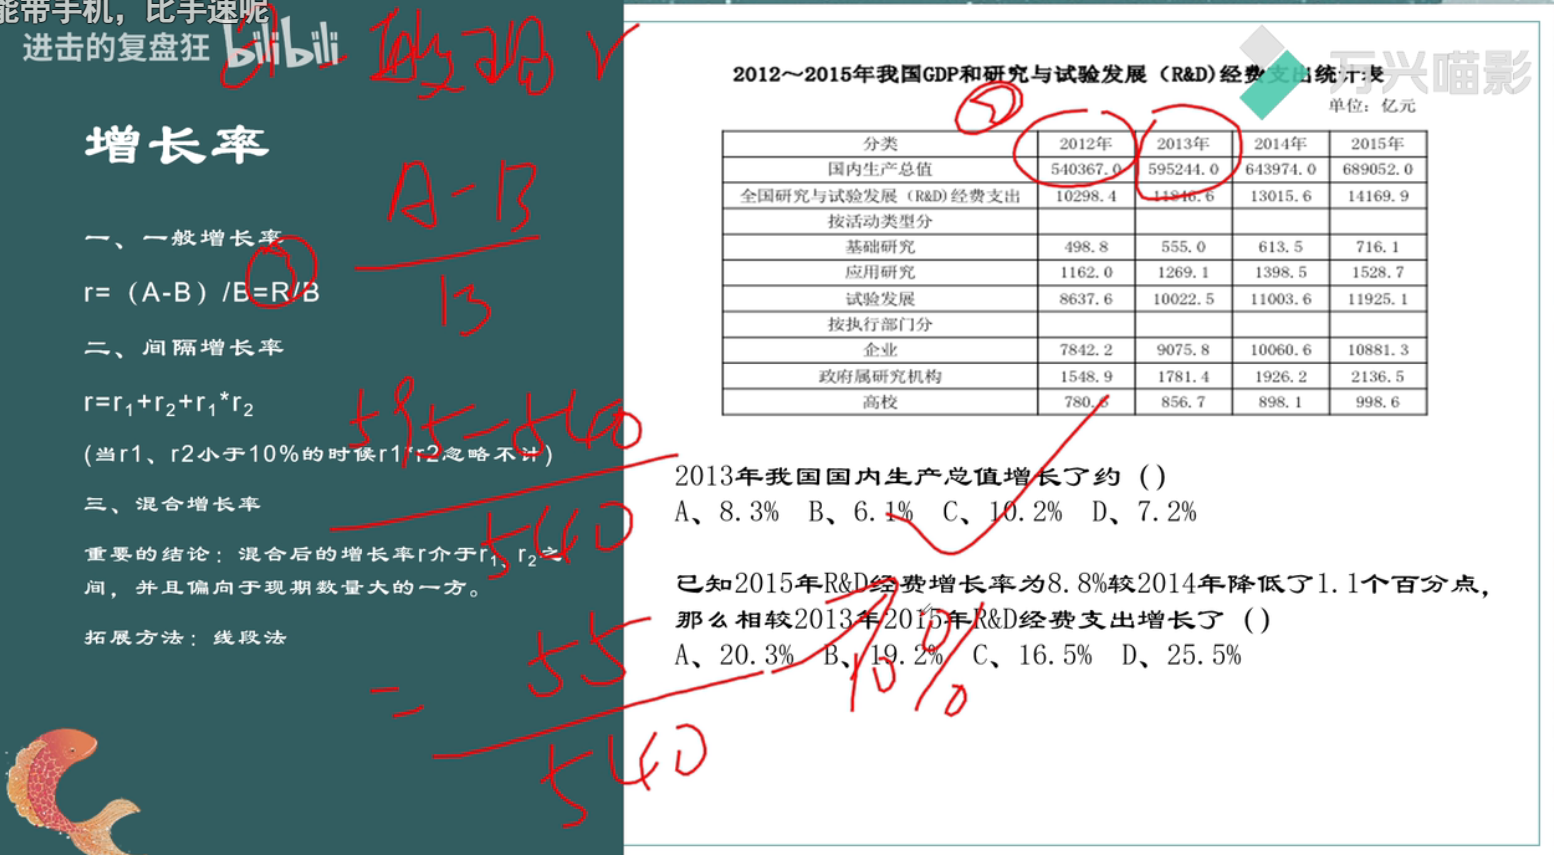 能带手机，比手速呢
进击的复盘狂 bilibili
增长率
一、一般增长率
r=（A-B）/B=R/B
二、间隔增长率
r=r₁+r₂+r₁*r₂
(当r1、r2小于10%的时候r1*r2忽略不计)
三、混合增长率
重要的结论：混合后的增长率r介于r₁、r₂之
间，并且偏向于现期数量大的一方。
拓展方法：线段法
A-B
B
595-540
540
= 55
540
10%
万兴喵影
2012～2015年我国GDP和研究与试验发展（R&D)经费支出统计表
单位：亿元
分类 2012年 2013年 2014年 2015年
国内生产总值 540367.0 595244.0 643974.0 689052.0
全国研究与试验发展（R&D)经费支出 10298.4 11846.6 13015.6 14169.9
按活动类型分
基础研究 498.8 555.0 613.5 716.1
应用研究 1162.0 1269.1 1398.5 1528.7
试验发展 8637.6 10022.5 11003.6 11925.1
按执行部门分
企业 7842.2 9075.8 10060.6 10881.3
政府属研究机构 1548.9 1781.4 1926.2 2136.5
高校 780.6 856.7 898.1 998.6
2013年我国国内生产总值增长了约（）
A、8.3% B、6.1% C、10.2% D、7.2%
已知2015年R&D经费增长率为8.8%较2014年降低了1.1个百分点，
那么相较2013年2015年R&D经费支出增长了（）
A、20.3% B、19.2% C、16.5% D、25.5%